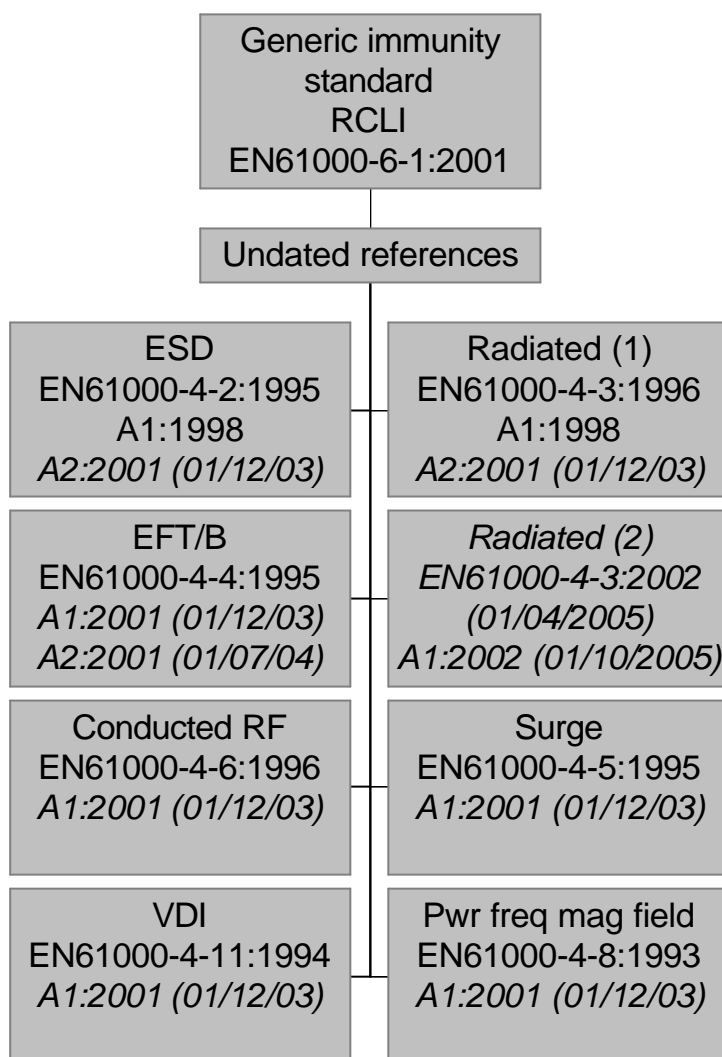 Generic immunity
standard
RCLI
EN61000-6-1:2001
Undated references
ESD
EN61000-4-2:1995
A1:1998
A2:2001 (01/12/03)
Radiated (1)
EN61000-4-3:1996
A1:1998
A2:2001 (01/12/03)
EFT/B
EN61000-4-4:1995
A1:2001 (01/12/03)
A2:2001 (01/07/04)
Radiated (2)
EN61000-4-3:2002
(01/04/2005)
A1:2002 (01/10/2005)
Conducted RF
EN61000-4-6:1996
A1:2001 (01/12/03)
Surge
EN61000-4-5:1995
A1:2001 (01/12/03)
VDI
EN61000-4-11:1994
A1:2001 (01/12/03)
Pwr freq mag field
EN61000-4-8:1993
A1:2001 (01/12/03)